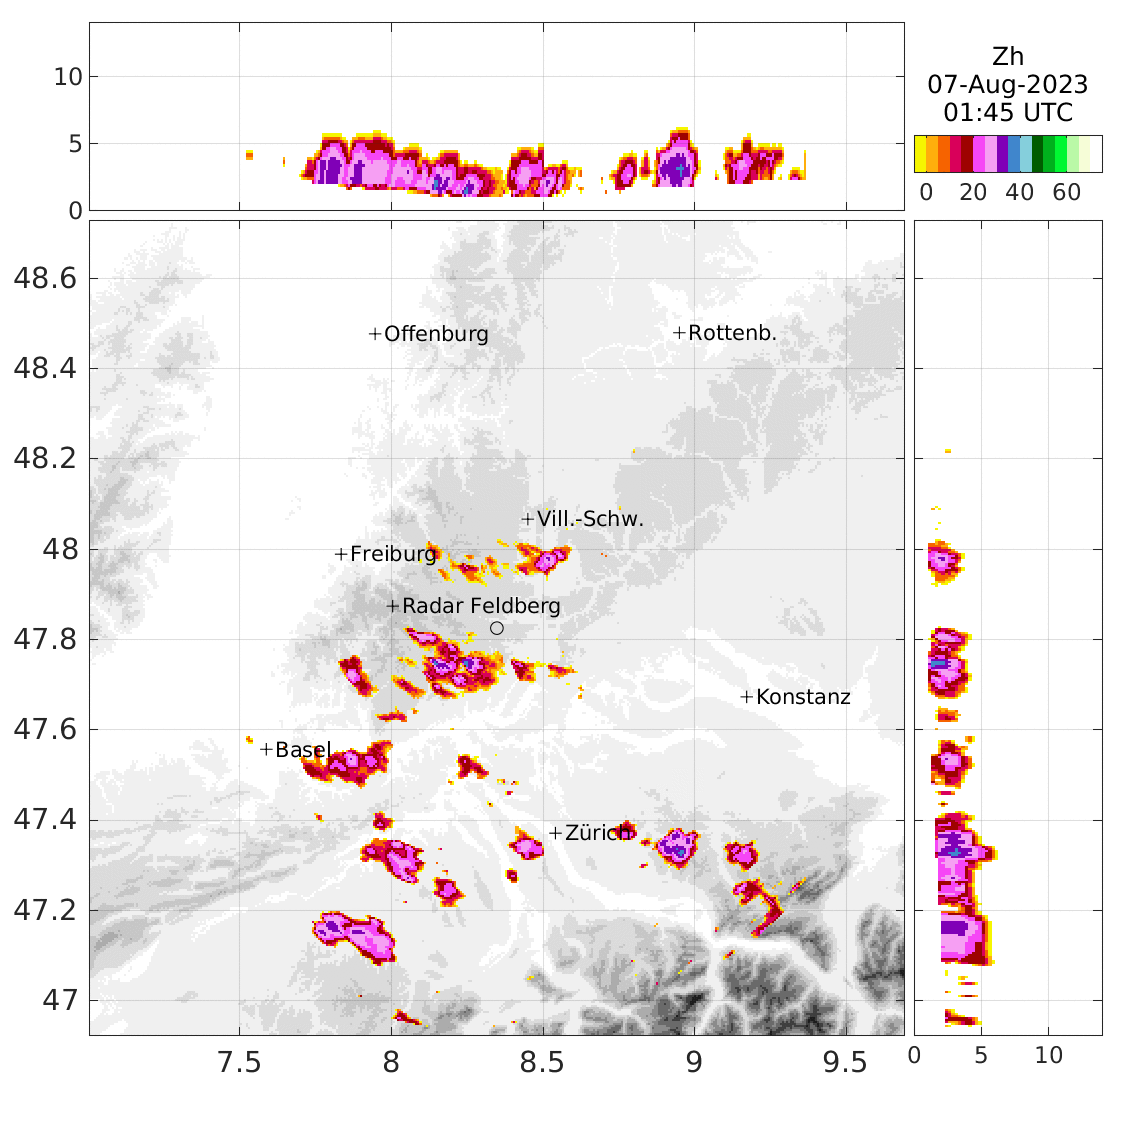 10
5
0
Zh
07-Aug-2023
01:45 UTC
0 20 40 60
48.6
48.4
48.2
48
47.8
47.6
47.4
47.2
47
+Offenburg
+Rottenb.
+Vill.-Schw.
+Freiburg
+Radar Feldberg
+Konstanz
+Basel
+Zürich
7.5 8 8.5 9 9.5
0 5 10